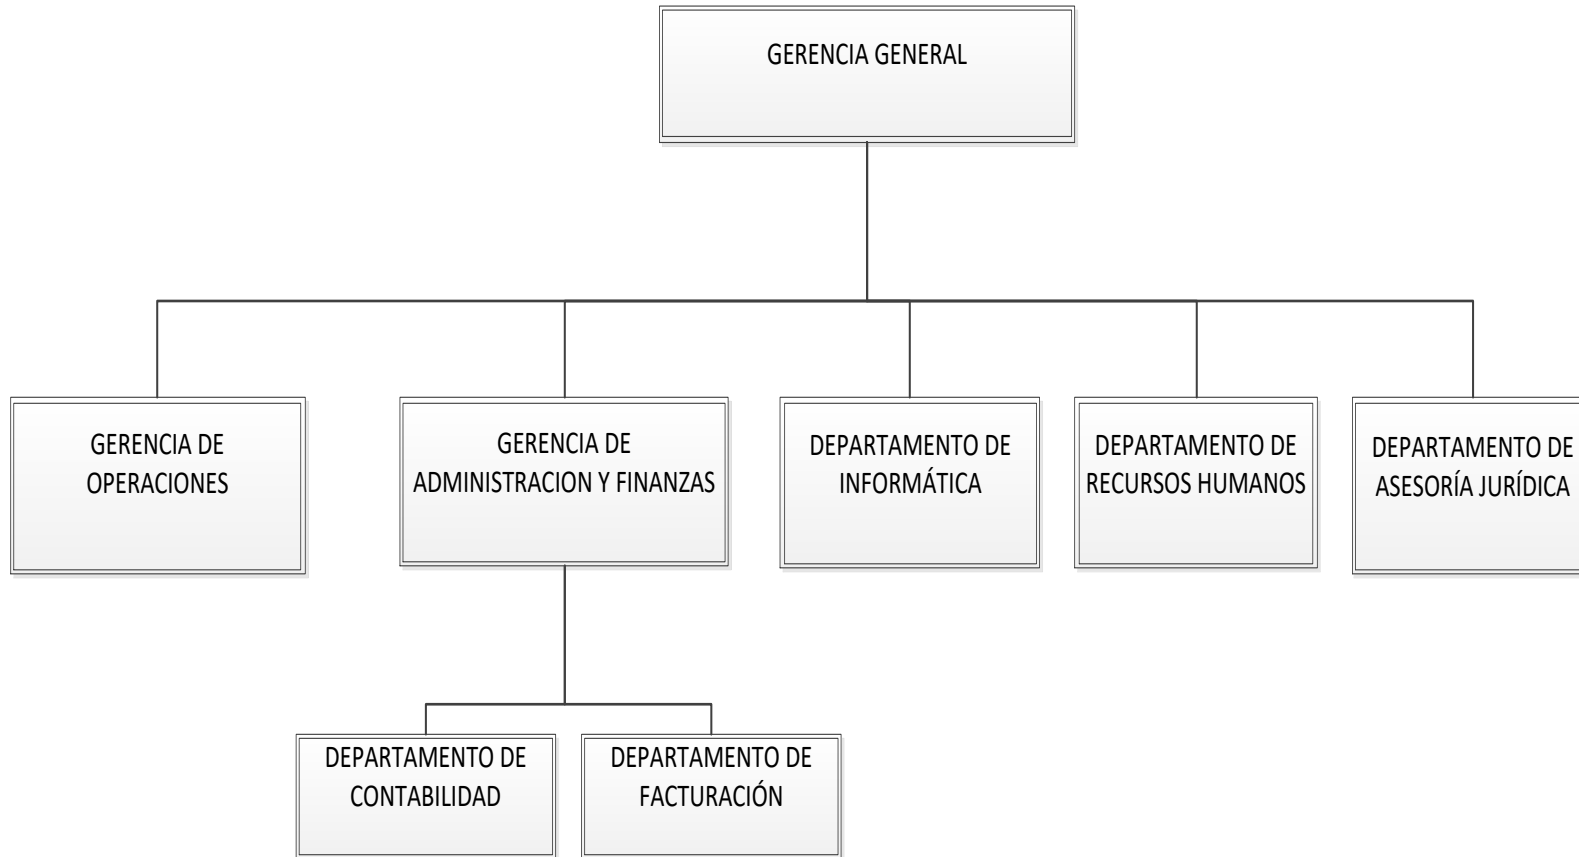 GERENCIA GENERAL
GERENCIA DE
OPERACIONES
GERENCIA DE
ADMINISTRACION Y FINANZAS
DEPARTAMENTO DE
INFORMÁTICA
DEPARTAMENTO DE
RECURSOS HUMANOS
DEPARTAMENTO DE
ASESORÍA JURÍDICA
DEPARTAMENTO DE
CONTABILIDAD
DEPARTAMENTO DE
FACTURACIÓN